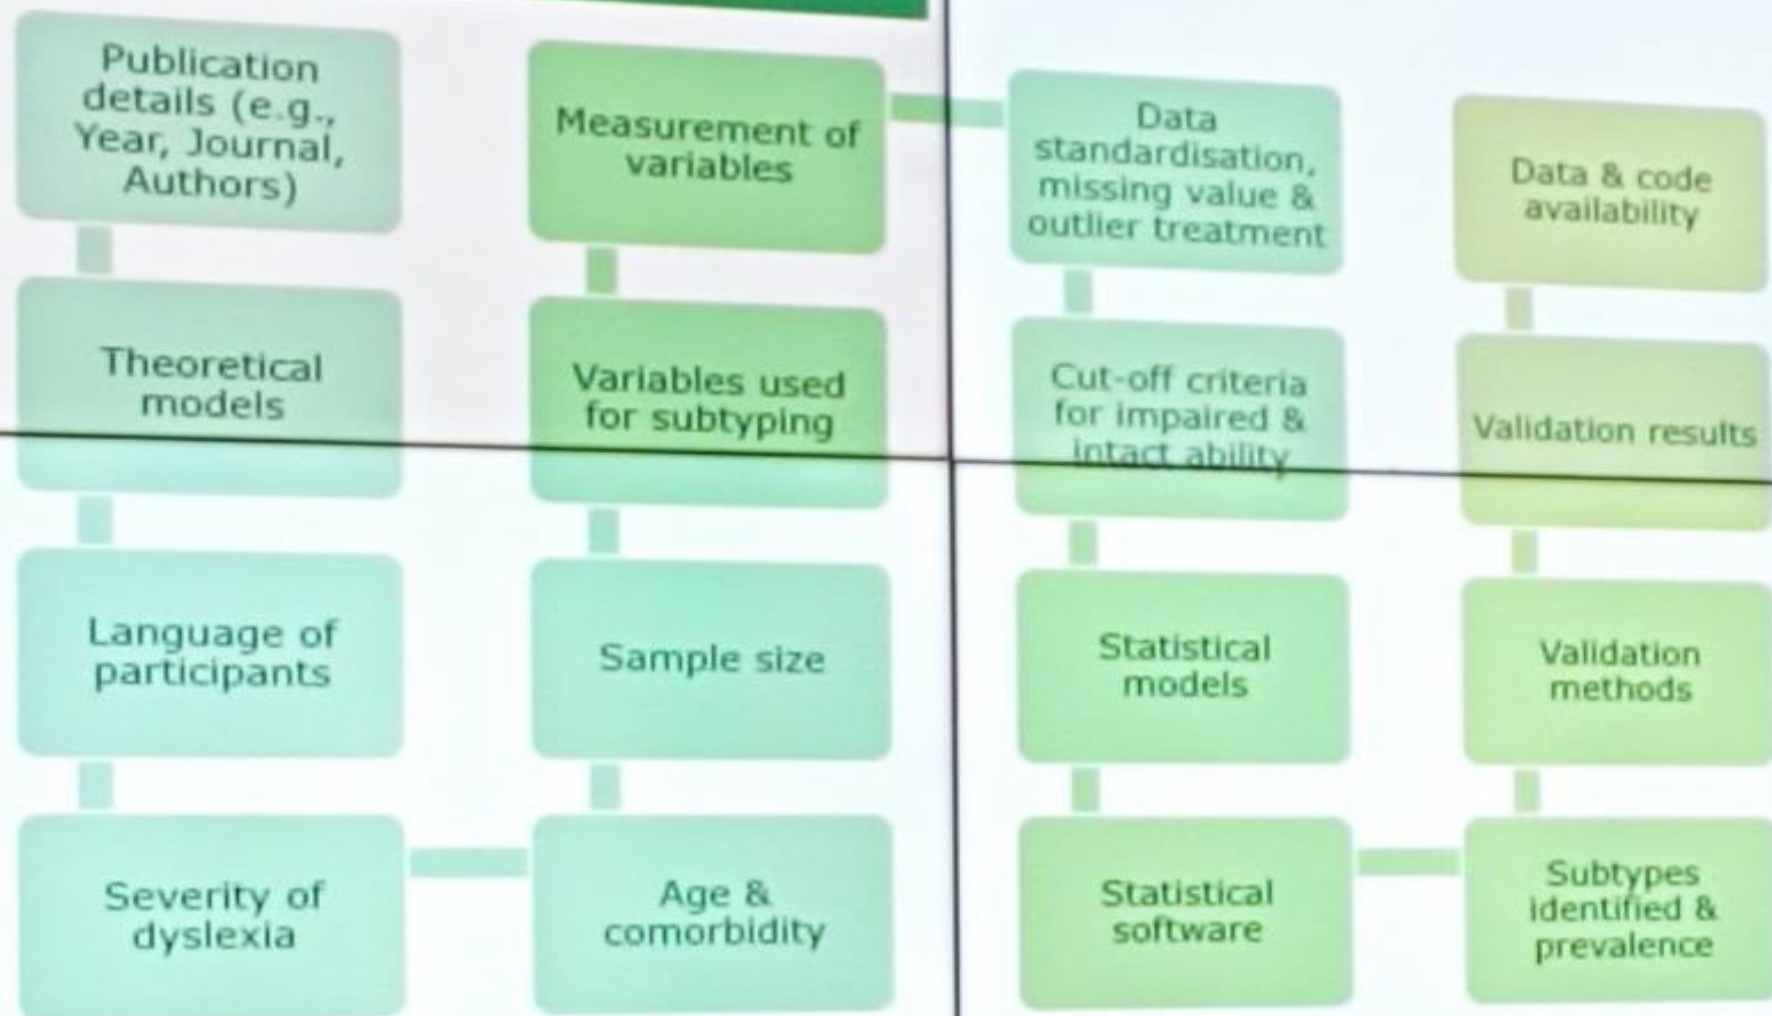 Publication
details (e.g.,
Year, Journal,
Authors)
Theoretical
models
Language of
participants
Severity of
dyslexia
Age &
comorbidity
Sample size
Variables used
for subtyping
Measurement of
variables
Data
standardisation,
missing value &
outlier treatment
Cut-off criteria
for impaired &
intact ability
Statistical
models
Statistical
software
Subtypes
identified &
prevalence
Validation
methods
Validation results
Data & code
availability